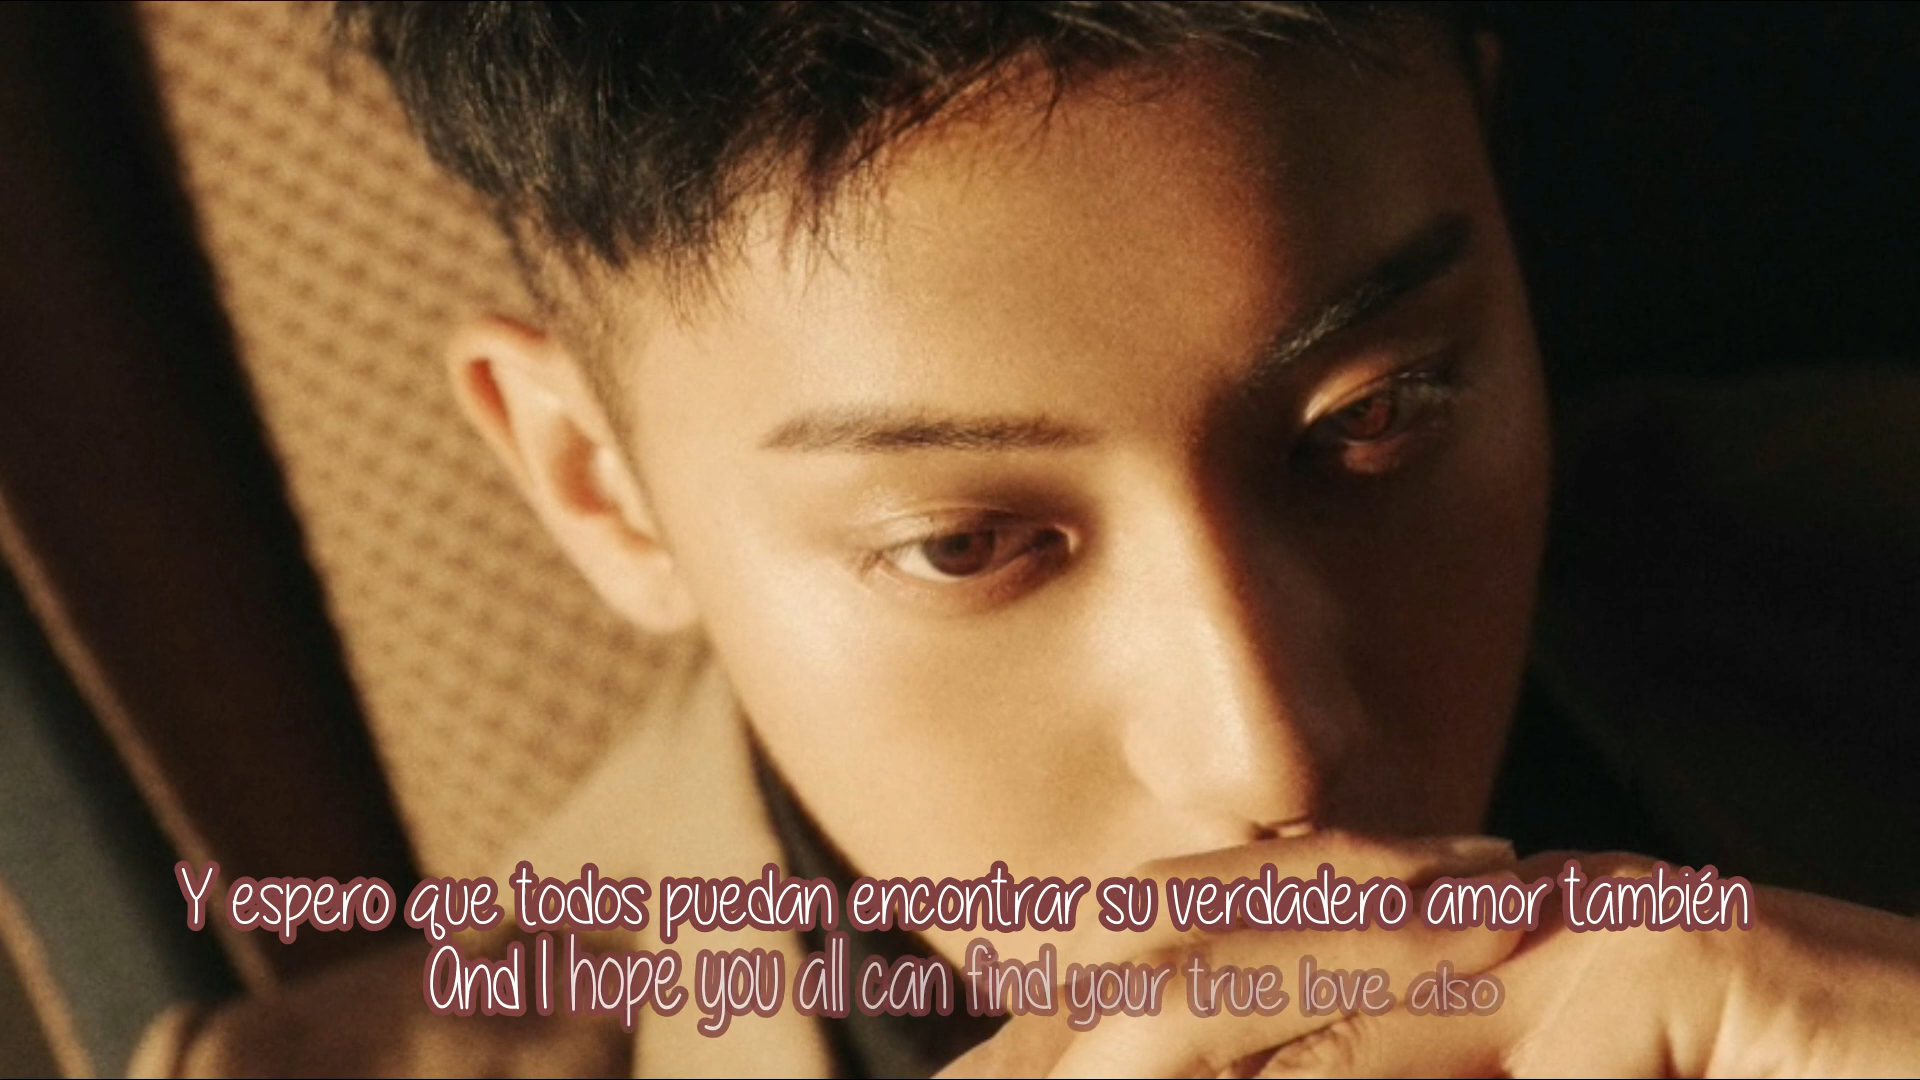 Y espero que todos puedan encontrar su verdadero amor también
And I hope you all can find your true love also